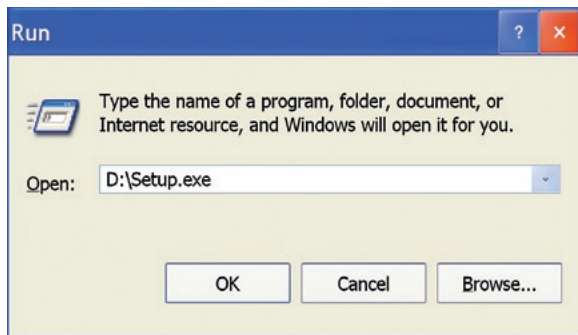 Run
?
×
Type the name of a program, folder, document, or
Internet resource, and Windows will open it for you.
Open: D:\Setup.exe
OK Cancel Browse...